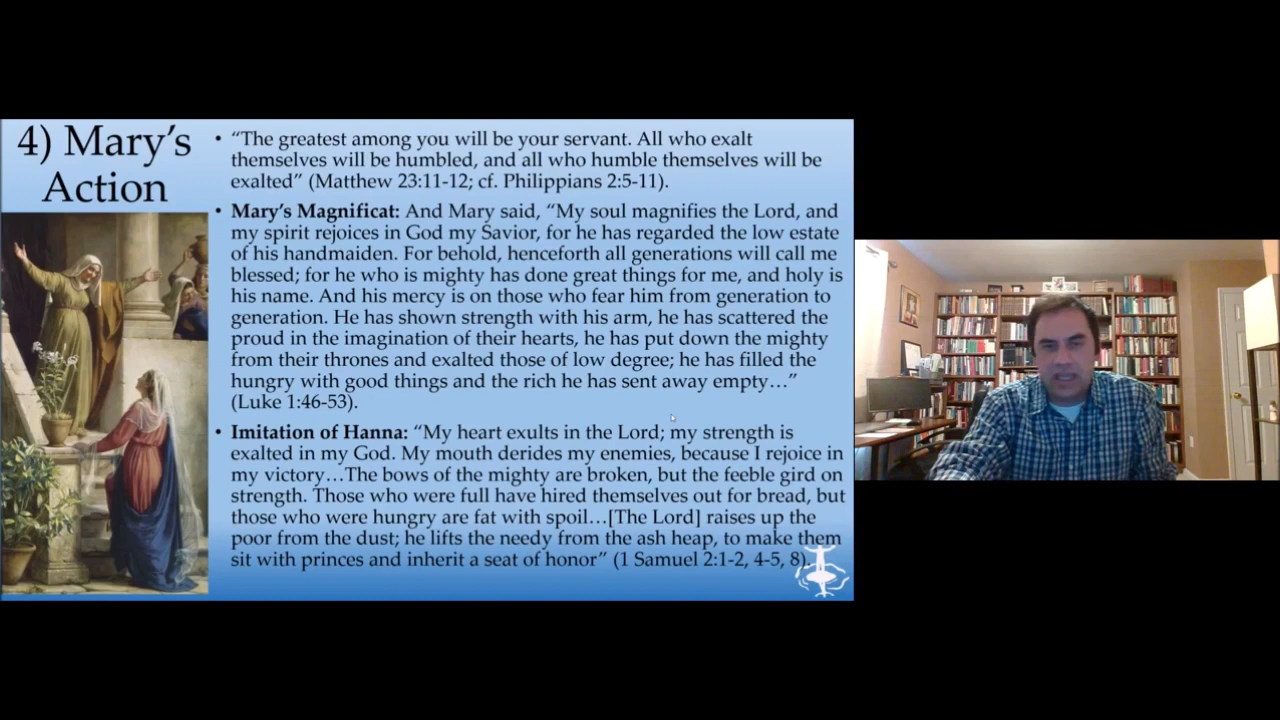 4) Mary's
Action
• “The greatest among you will be your servant. All who exalt
themselves will be humbled, and all who humble themselves will be
exalted” (Matthew 23:11-12; cf. Philippians 2:5-11).
• Mary's Magnificat: And Mary said, “My soul magnifies the Lord, and
my spirit rejoices in God my Savior, for he has regarded the low estate
of his handmaiden. For behold, henceforth all generations will call me
blessed; for he who is mighty has done great things for me, and holy is
his name. And his mercy is on those who fear him from generation to
generation. He has shown strength with his arm, he has scattered the
proud in the imagination of their hearts, he has put down the mighty
from their thrones and exalted those of low degree; he has filled the
hungry with good things and the rich he has sent away empty…”
(Luke 1:46-53).
• Imitation of Hanna: “My heart exults in the Lord; my strength is
exalted in my God. My mouth derides my enemies, because I rejoice in
my victory…The bows of the mighty are broken, but the feeble gird on
strength. Those who were full have hired themselves out for bread, but
those who were hungry are fat with spoil…[The Lord] raises up the
poor from the dust; he lifts the needy from the ash heap, to make them
sit with princes and inherit a seat of honor” (1 Samuel 2:1-2, 4-5, 8).